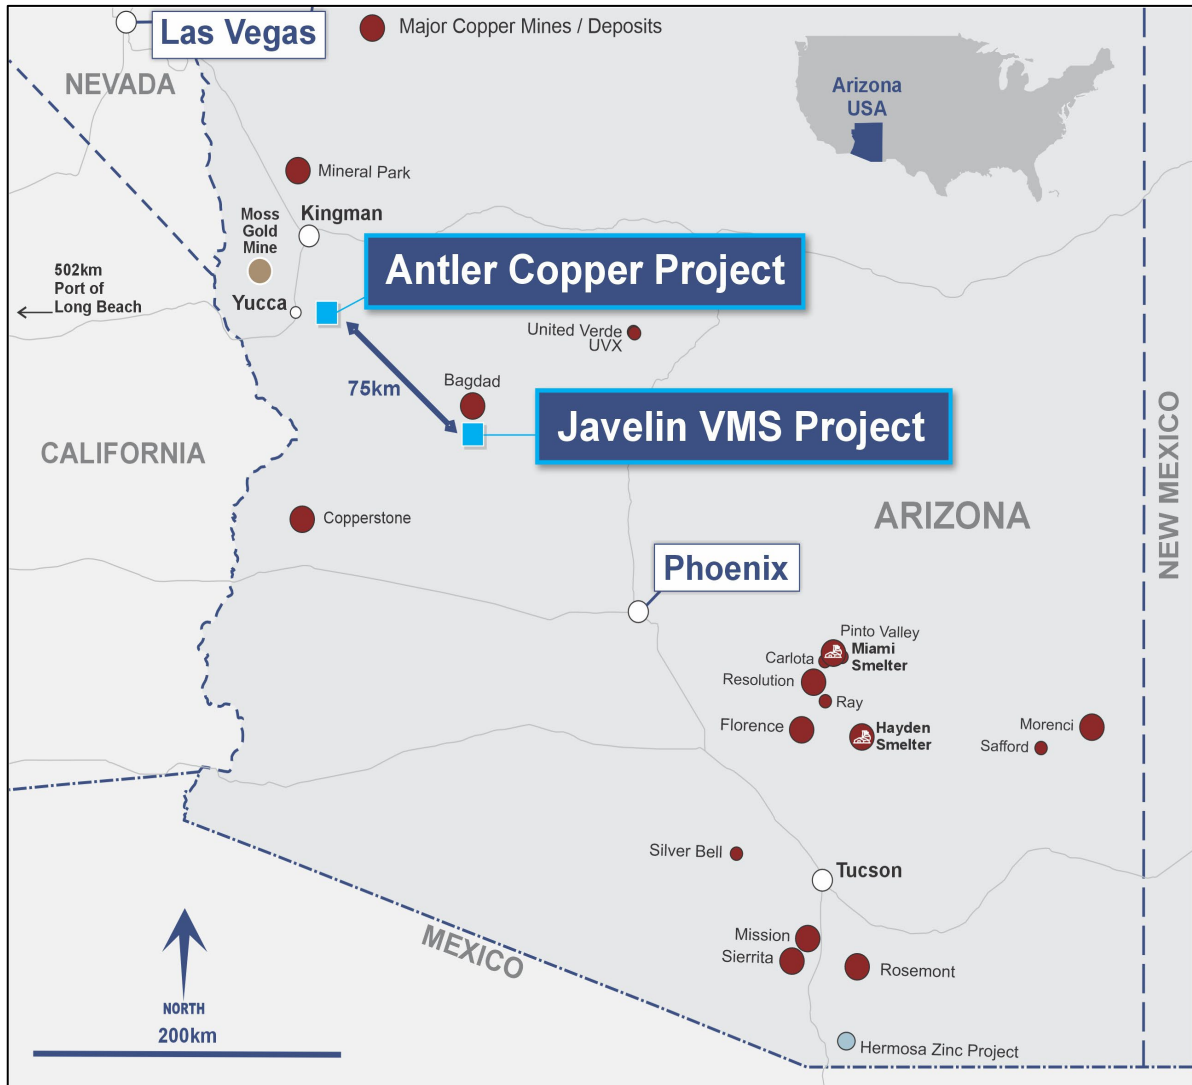 Las Vegas
Major Copper Mines / Deposits
NEVADA
Arizona
USA
Mineral Park
Moss
Gold
Mine
Kingman
Antler Copper Project
502km
Port of
Long Beach
Yucca
United Verde
UVX
75km
Bagdad
Javelin VMS Project
CALIFORNIA
NEW MEXICO
Copperstone
ARIZONA
Phoenix
Pinto Valley
Carlota
Miami
Smelter
Resolution
Ray
Florence
Hayden
Smelter
Morenci
Safford
Silver Bell
Tucson
MEXICO
Mission
Sierrita
Rosemont
NORTH
200km
Hermosa Zinc Project